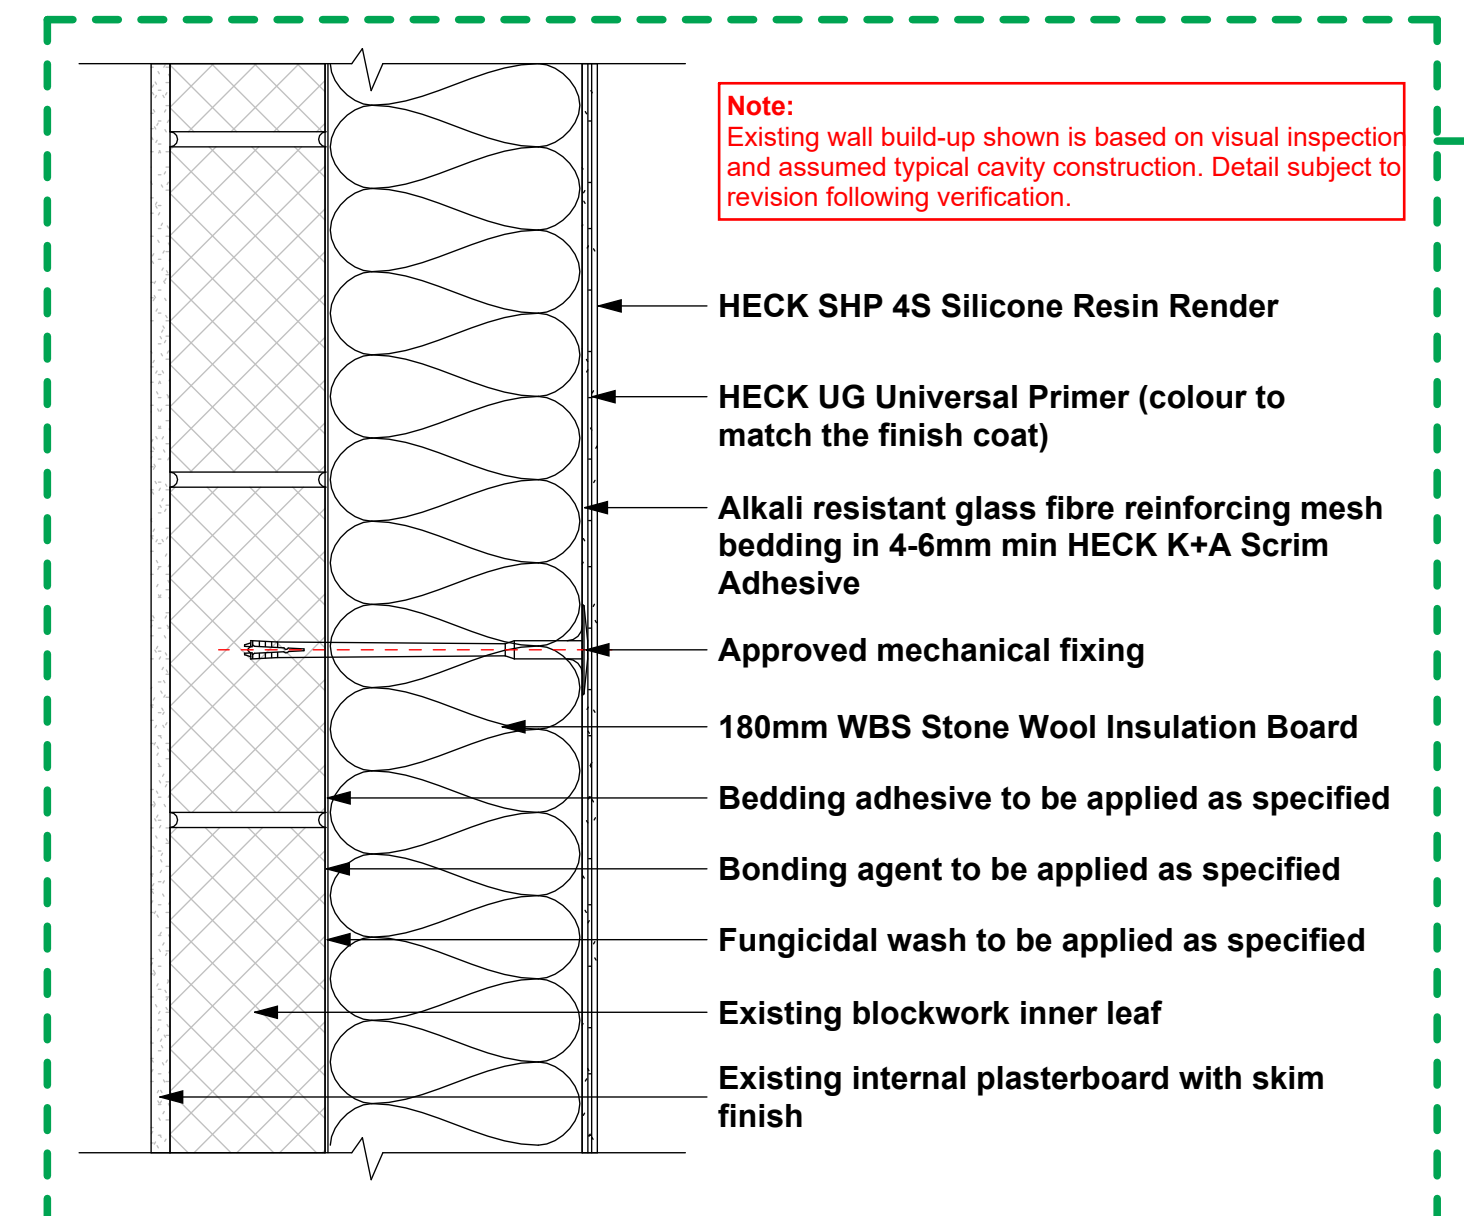 Note:
Existing wall build-up shown is based on visual inspection
and assumed typical cavity construction. Detail subject to
revision following verification.
HECK SHP 4S Silicone Resin Render
HECK UG Universal Primer (colour to
match the finish coat)
Alkali resistant glass fibre reinforcing mesh
bedding in 4-6mm min HECK K+A Scrim
Adhesive
Approved mechanical fixing
180mm WBS Stone Wool Insulation Board
Bedding adhesive to be applied as specified
Bonding agent to be applied as specified
Fungicidal wash to be applied as specified
Existing blockwork inner leaf
Existing internal plasterboard with skim
finish